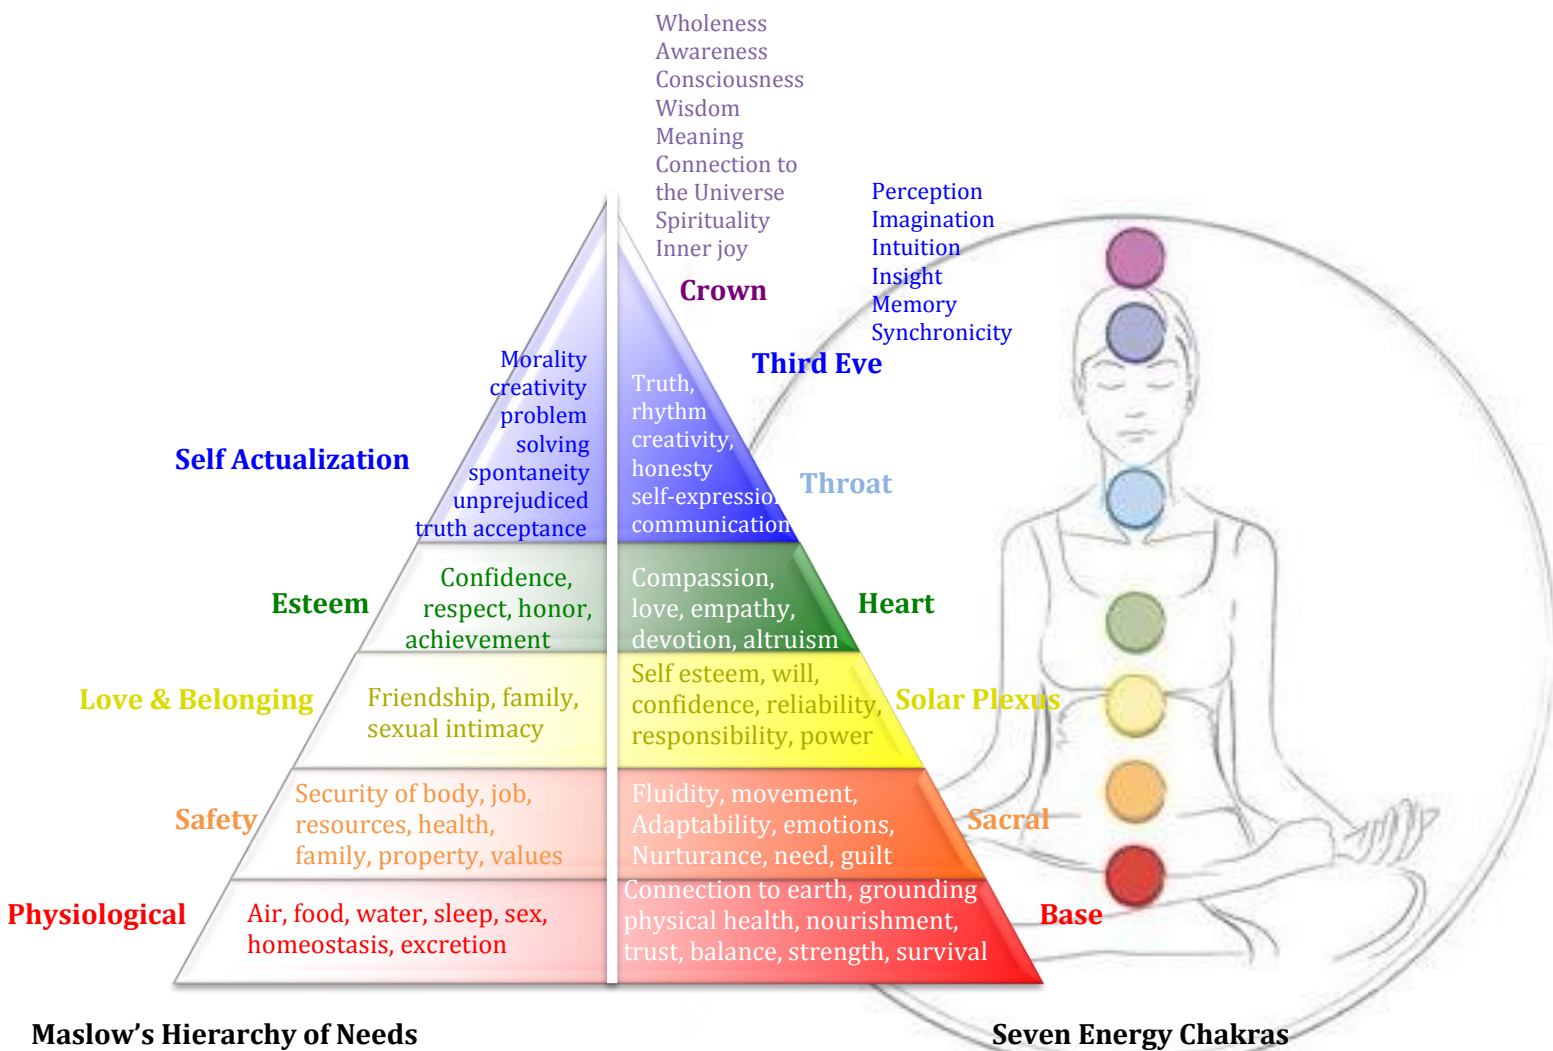 Wholeness
Awareness
Consciousness
Wisdom
Meaning
Connection to
the Universe
Spirituality
Inner joy
Crown
Perception
Imagination
Intuition
Insight
Memory
Synchronicity
Third Eve
Self Actualization
Morality
creativity
problem
solving
spontaneity
unprejudiced
truth acceptance
Truth,
rhythm
creativity,
honesty
self-expression
communication
Throat
Esteem
Confidence,
respect, honor,
achievement
Compassion,
love, empathy,
devotion, altruism
Heart
Love & Belonging
Friendship, family,
sexual intimacy
Self esteem, will,
confidence, reliability,
responsibility, power
Solar Plexus
Safety
Security of body, job,
resources, health,
family, property, values
Fluidity, movement,
Adaptability, emotions,
Nurturance, need, guilt
Sacral
Physiological
Air, food, water, sleep, sex,
homeostasis, excretion
Connection to earth, grounding
physical health, nourishment,
trust, balance, strength, survival
Base
Maslow’s Hierarchy of Needs
Seven Energy Chakras